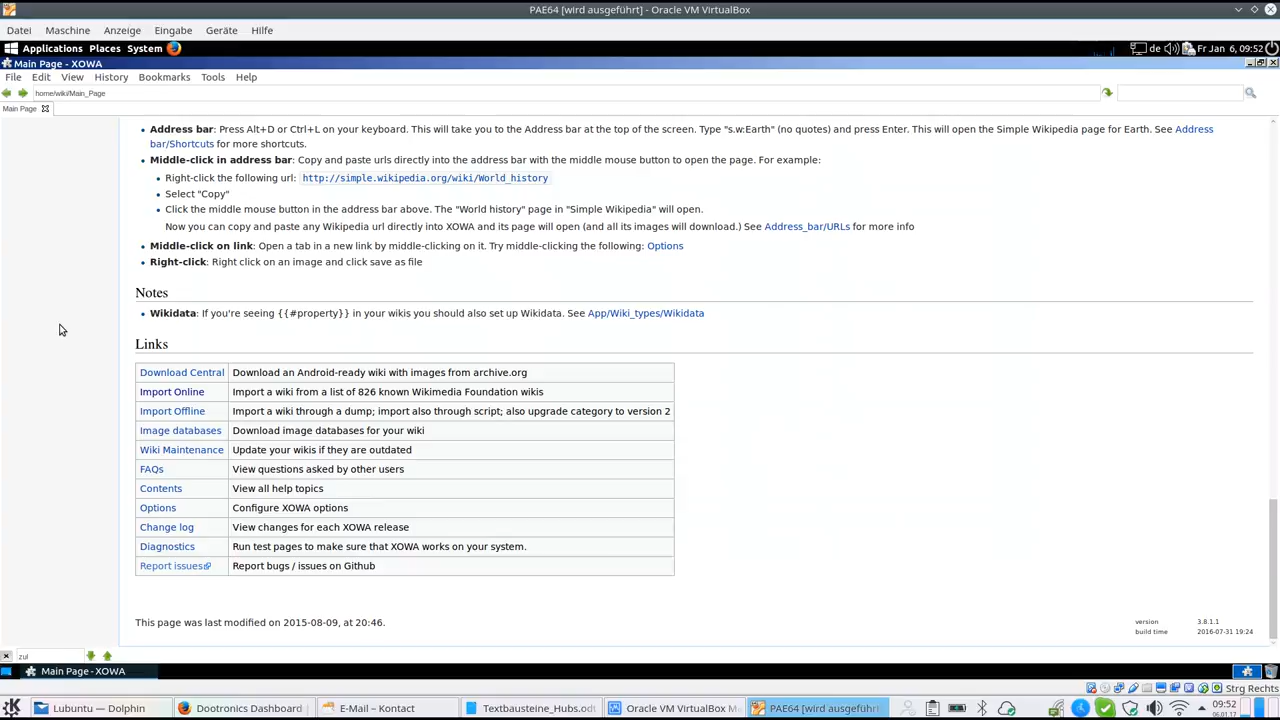 PAE64 [wird ausgeführt] - Oracle VM VirtualBox
Datei Maschine Anzeige Eingabe Geräte Hilfe
Applications Places System de Fr Jan 6, 09:52
Main Page - XOWA
File Edit View History Bookmarks Tools Help
home/wiki/Main_Page
Main Page
• Address bar: Press Alt+D or Ctrl+L on your keyboard. This will take you to the Address bar at the top of the screen. Type "s.w:Earth" (no quotes) and press Enter. This will open the Simple Wikipedia page for Earth. See Address
bar/Shortcuts for more shortcuts.
• Middle-click in address bar: Copy and paste urls directly into the address bar with the middle mouse button to open the page. For example:
• Right-click the following url: http://simple.wikipedia.org/wiki/World_history
• Select "Copy"
• Click the middle mouse button in the address bar above. The "World history" page in "Simple Wikipedia" will open.
Now you can copy and paste any Wikipedia url directly into XOWA and its page will open (and all its images will download.) See Address_bar/URLs for more info
• Middle-click on link: Open a tab in a new link by middle-clicking on it. Try middle-clicking the following: Options
• Right-click: Right click on an image and click save as file
Notes
• Wikidata: If you're seeing {{#property}} in your wikis you should also set up Wikidata. See App/Wiki_types/Wikidata
Links
Download Central Download an Android-ready wiki with images from archive.org
Import Online Import a wiki from a list of 826 known Wikimedia Foundation wikis
Import Offline Import a wiki through a dump; import also through script; also upgrade category to version 2
Image databases Download image databases for your wiki
Wiki Maintenance Update your wikis if they are outdated
FAQs View questions asked by other users
Contents View all help topics
Options Configure XOWA options
Change log View changes for each XOWA release
Diagnostics Run test pages to make sure that XOWA works on your system.
Report issues Report bugs / issues on Github
This page was last modified on 2015-08-09, at 20:46.
version 3.8.1.1
build time 2016-07-31 19:24
zul
Main Page - XOWA
Strg Rechts
Lubuntu — Dolphin Dootronics Dashboard E-Mail – Kontact Textbausteine_Hubs.odt Oracle VM VirtualBox M PAE64 [wird ausgeführt 09:52
06.01.17